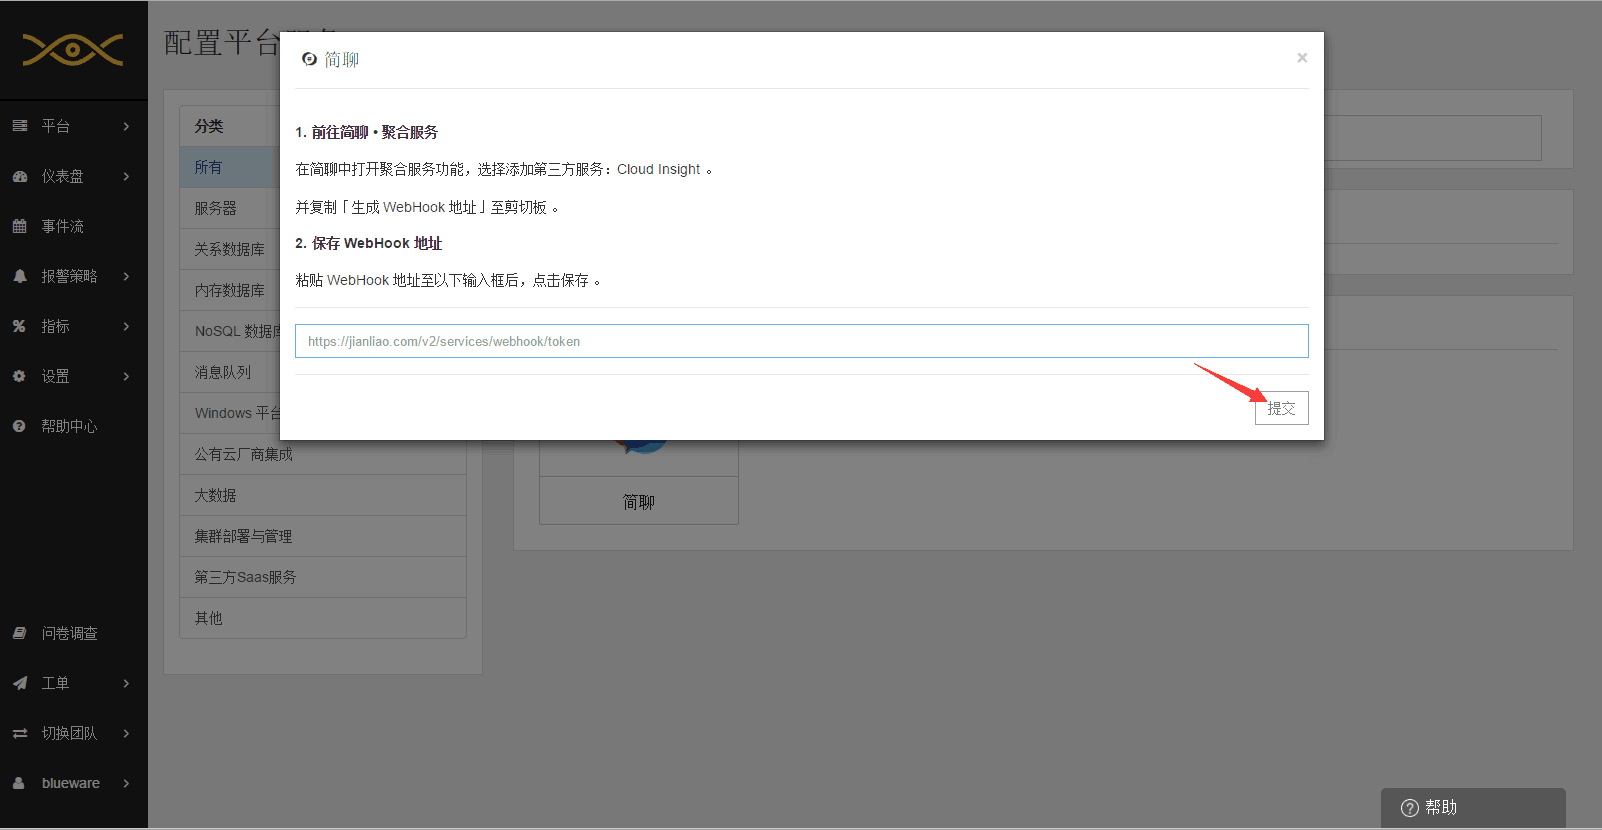 平台
仪表盘
事件流
报警策略
指标
设置
帮助中心
问卷调查
工单
切换团队
blueware
配置平台
分类
所有
服务器
关系数据库
内存数据库
NoSQL 数据库
消息队列
Windows 平台
公有云厂商集成
大数据
集群部署与管理
第三方Saas服务
其他
简聊
×
1. 前往简聊 • 聚合服务
在简聊中打开聚合服务功能，选择添加第三方服务：Cloud Insight 。
并复制「生成 WebHook 地址」至剪切板 。
2. 保存 WebHook 地址
粘贴 WebHook 地址至以下输入框后，点击保存 。
https://jianliao.com/v2/services/webhook/token
提交
简聊
? 帮助